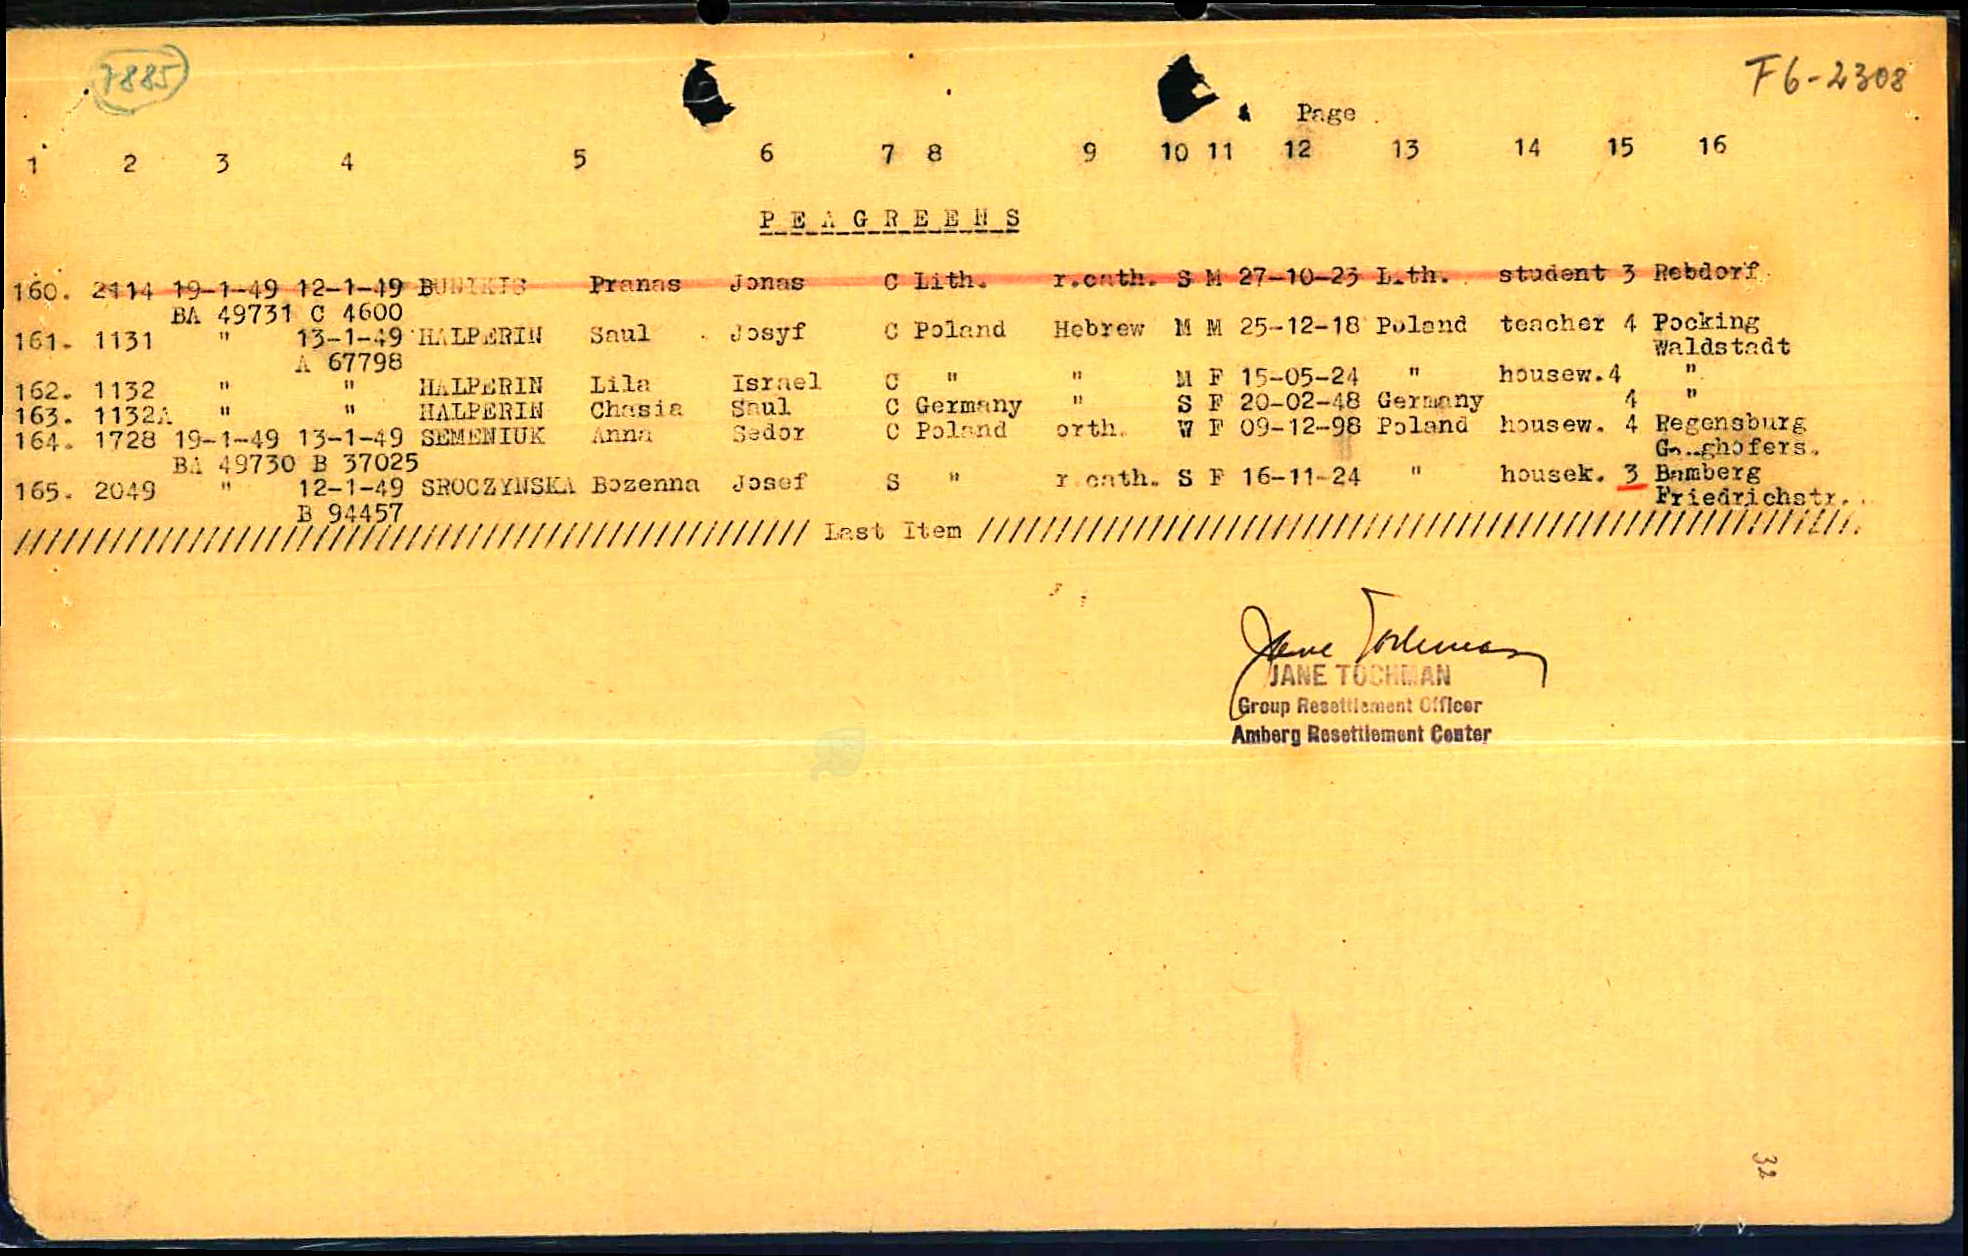 7885
F6-2308
Page
1 2 3 4 5 6 7 8 9 10 11 12 13 14 15 16
PEAGREENS
160. 2114 19-1-49 12-1-49 Pranas Jonas C Lith. r.cath. S M 27-10-23 L.th. student 3 Rebdorf
BA 49731 C 4600
161. 1131 " 13-1-49 HALPERIN Saul Josyf C Poland Hebrew M M 25-12-18 Poland teacher 4 Pocking
A 67798 Waldstadt
162. 1132 " " HALPERIN Lila Israel C " " M F 15-05-24 " housew. 4 "
163. 1132A " " HALPERIN Chasia Saul C Germany " S F 20-02-48 Germany 4 "
164. 1728 19-1-49 13-1-49 SEMENIUK Anna Sedor C Poland orth. W F 09-12-98 Poland housew. 4 Regensburg
BA 49730 B 37025
165. 2049 " 12-1-49 SROCZYNSKA Bozenna Josef S " r.cath. S F 16-11-24 " housek. 3 Bamberg
B 94457 Friedrichstr.
//////////////////////////////////////////////////// Last Item ////////////////////////////////////////////////////////
Jane Tochman
JANE TOCHMAN
Group Resettlement Officer
Amberg Resettlement Center
32